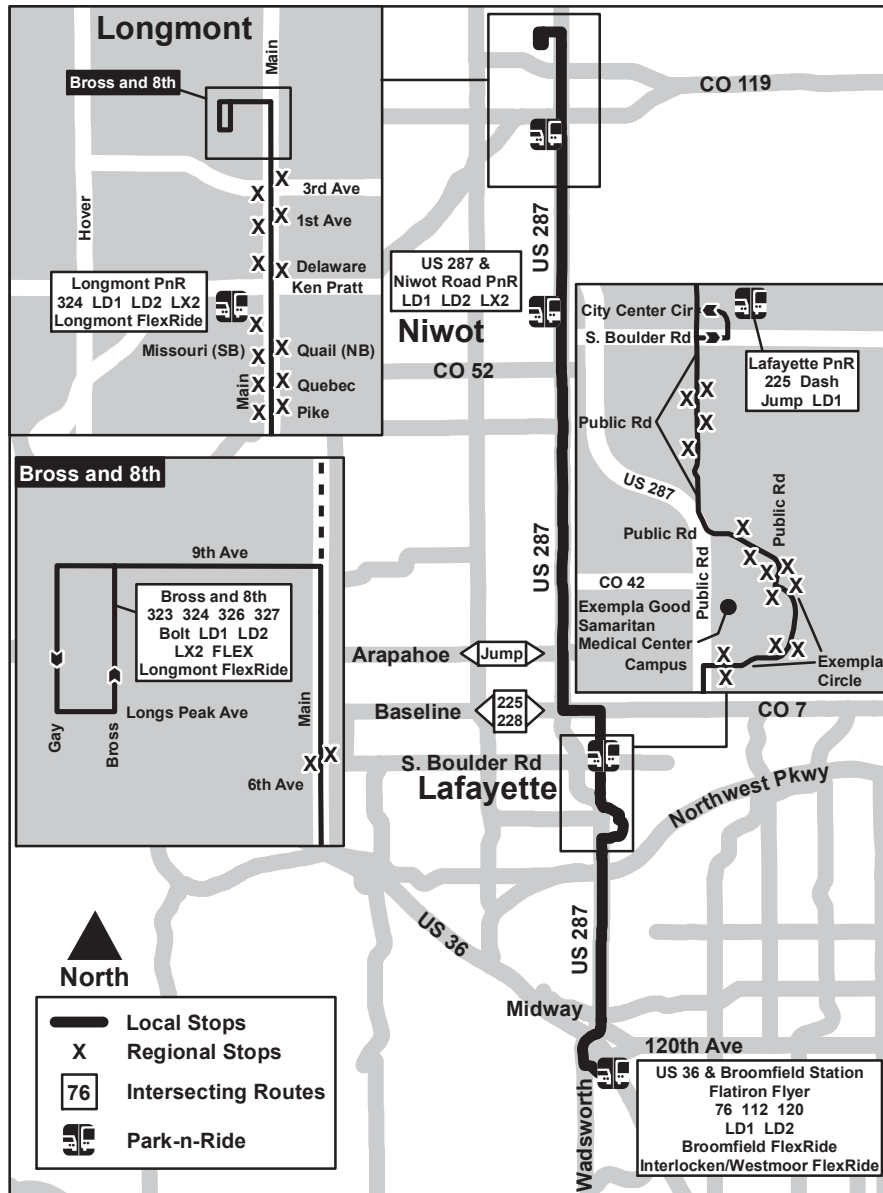 Longmont
Main
Bross and 8th
Hover
3rd Ave
1st Ave
Delaware
Ken Pratt
Longmont PnR
324 LD1 LD2 LX2
Longmont FlexRide
Missouri (SB)
Quail (NB)
Main
Quebec
Pike
X X X X X X X X X X X X X X
CO 119
US 287
US 287 &
Niwot Road PnR
LD1 LD2 LX2
Niwot
CO 52
US 287
City Center Cir
S. Boulder Rd
Lafayette PnR
225 Dash
Jump LD1
Public Rd
US 287
Public Rd
Public Rd
Public Rd
CO 42
Exempla Good
Samaritan
Medical Center
Campus
Exempla
Circle
X X X X X X X X X X X X X X
Bross and 8th
9th Ave
Bross and 8th
323 324 326 327
Bolt LD1 LD2
LX2 FLEX
Longmont FlexRide
Longs Peak Ave
Gay
Bross
Main
X X
6th Ave
Arapahoe
Jump
Baseline
225
228
CO 7
S. Boulder Rd
Lafayette
Northwest Pkwy
US 36
US 287
Midway
120th Ave
Wadsworth
US 36 & Broomfield Station
Flatiron Flyer
76 112 120
LD1 LD2
Broomfield FlexRide
Interlocken/Westmoor FlexRide
North
Local Stops
X Regional Stops
76 Intersecting Routes
Park-n-Ride